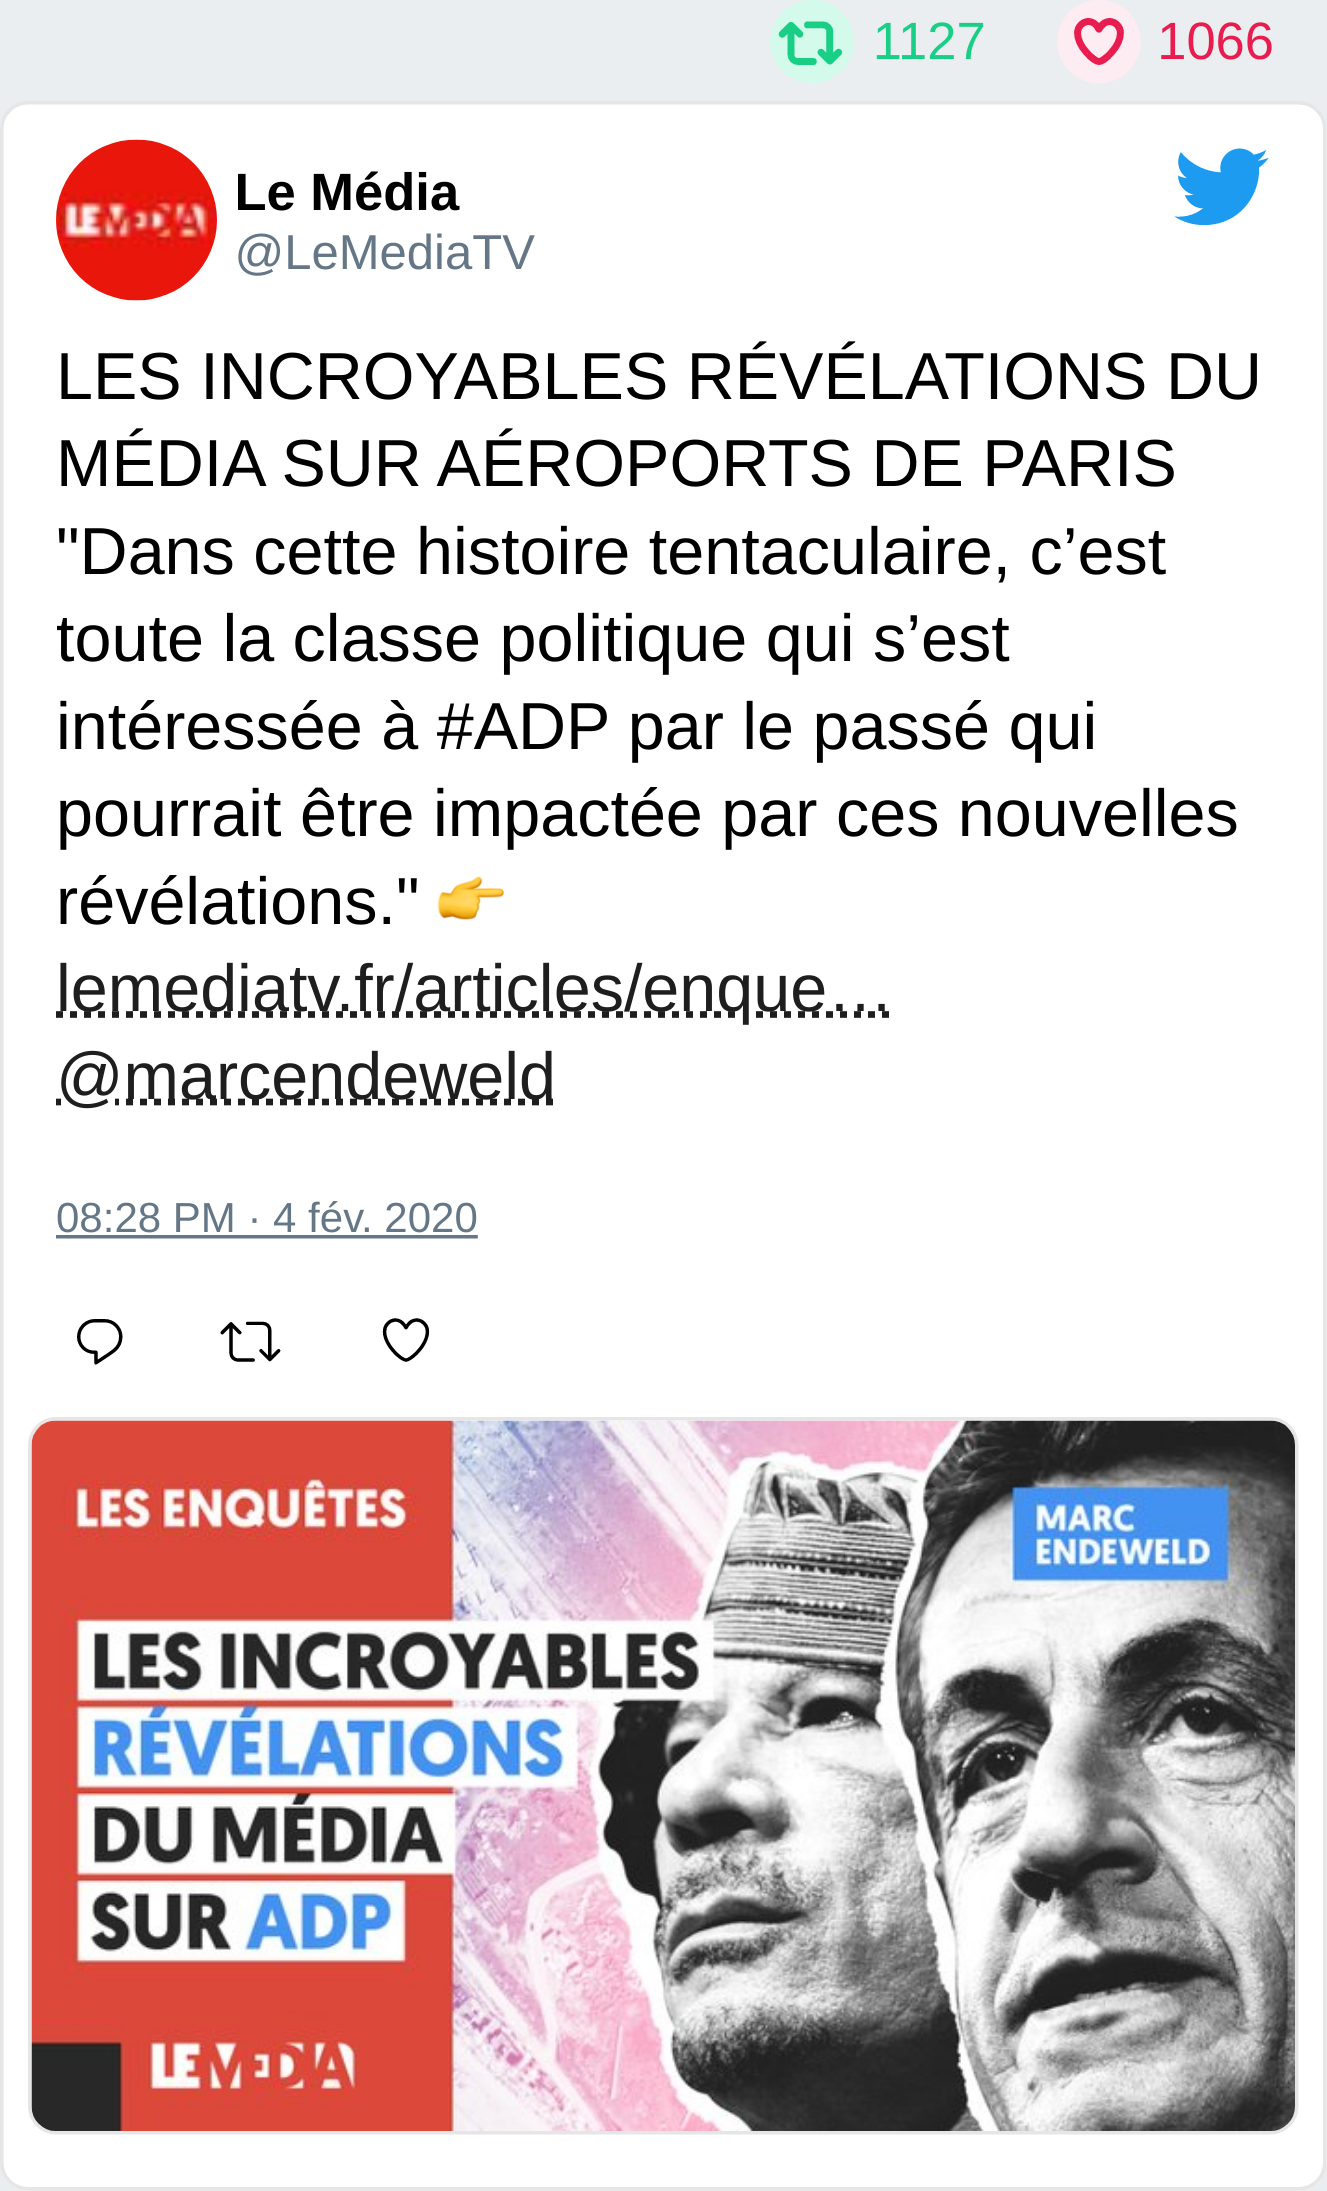 1127 1066
LE MEDIA
Le Média
@LeMediaTV
LES INCROYABLES RÉVÉLATIONS DU
MÉDIA SUR AÉROPORTS DE PARIS
"Dans cette histoire tentaculaire, c’est
toute la classe politique qui s’est
intéressée à #ADP par le passé qui
pourrait être impactée par ces nouvelles
révélations." 👉
lemediatv.fr/articles/enque…
@marcendeweld
08:28 PM · 4 fév. 2020
LES ENQUÊTES
MARC
ENDEWELD
LES INCROYABLES
RÉVÉLATIONS
DU MÉDIA
SUR ADP
LE MEDIA